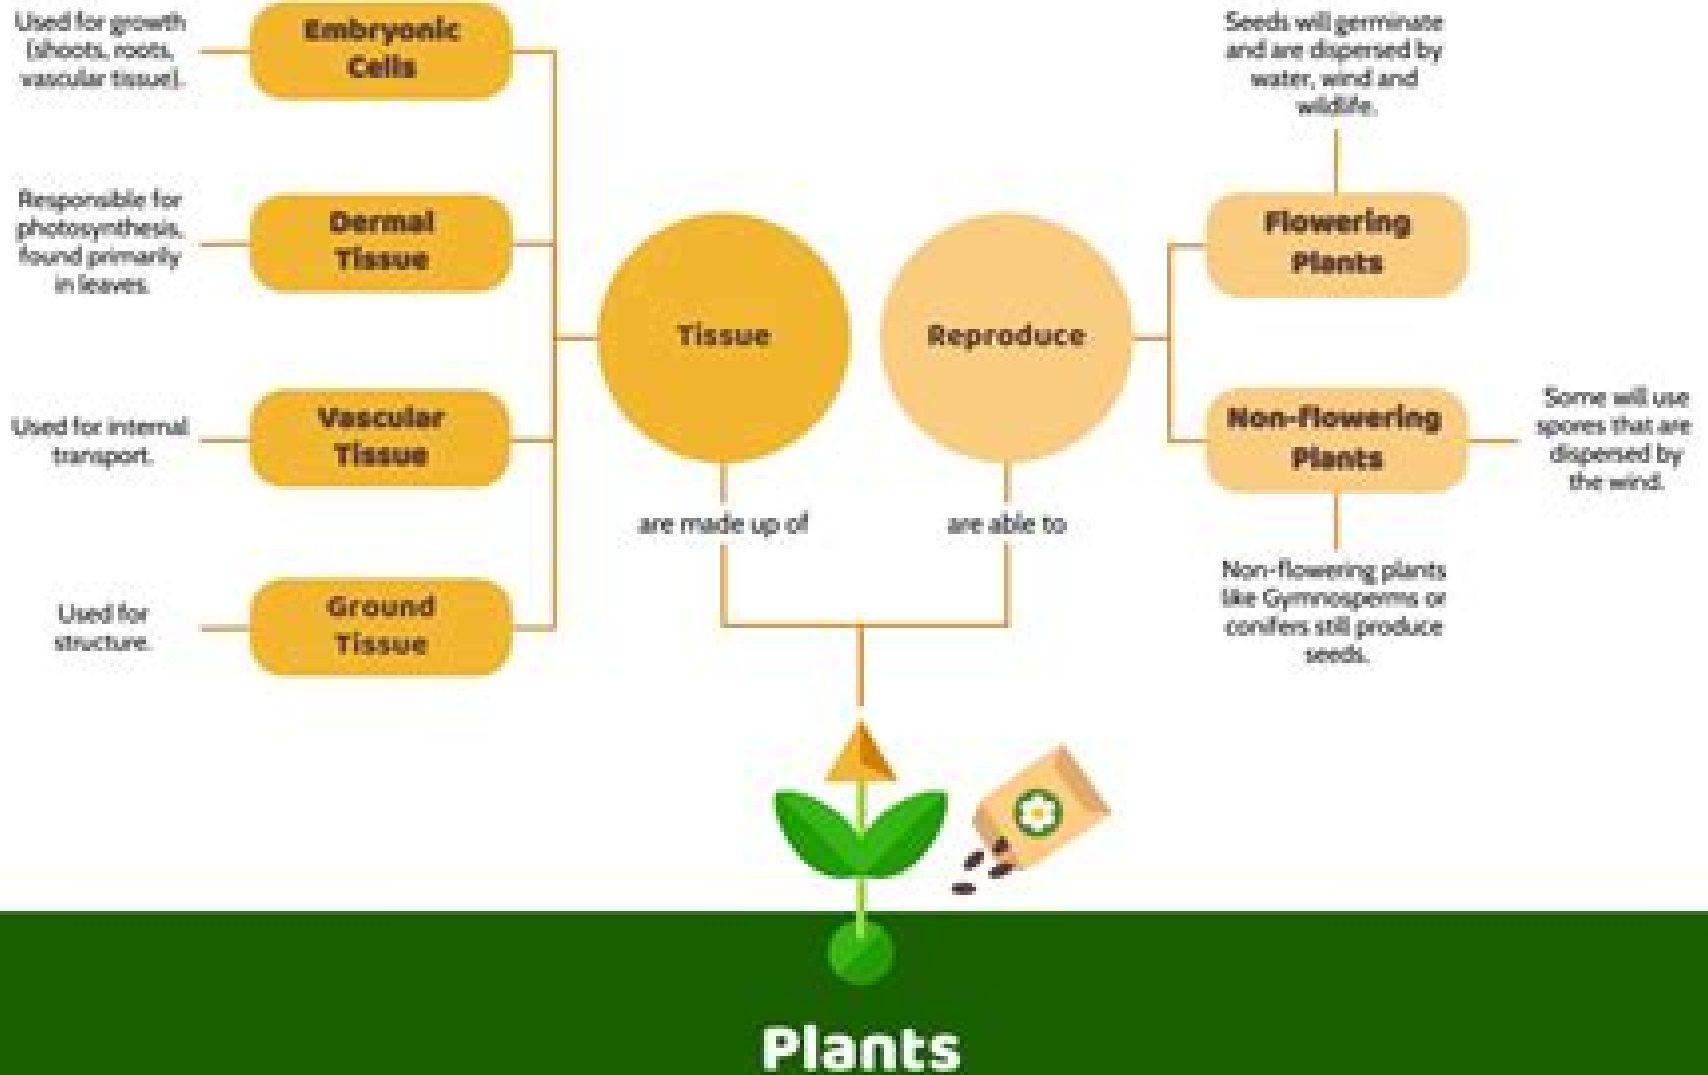 Used for growth
(shoots, roots,
vascular tissue).
Embryonic
Cells
Responsible for
photosynthesis,
found primarily
in leaves.
Dermal
Tissue
Used for internal
transport.
Vascular
Tissue
Used for
structure.
Ground
Tissue
Tissue
are made up of
Reproduce
are able to
Seeds will germinate
and are dispersed by
water, wind and
wildlife.
Flowering
Plants
Non-flowering
Plants
Some will use
spores that are
dispersed by
the wind.
Non-flowering plants
like Gymnosperms or
conifers still produce
seeds.
Plants